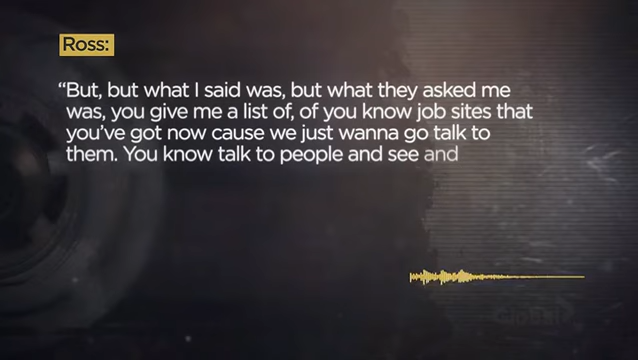 Ross:
“But, but what I said was, but what they asked me
was, you give me a list of, of you know job sites that
you’ve got now cause we just wanna go talk to
them. You know talk to people and see and
Global